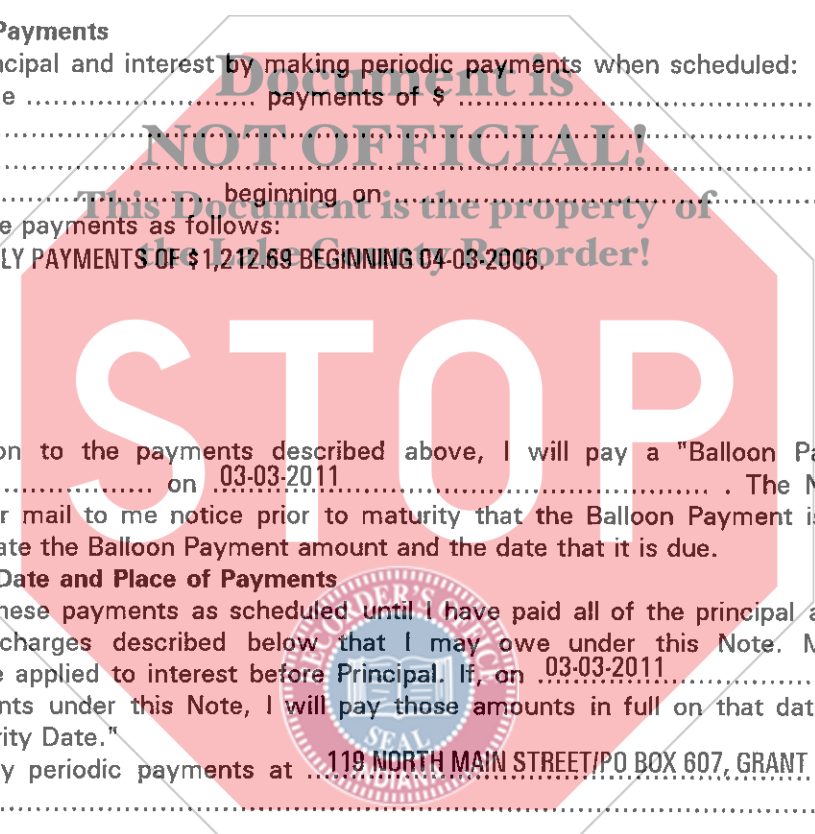 Payments
ncipal and interest by making periodic payments when scheduled:
e ........................ payments of $ ........................
Document is
NOT OFFICIAL!
........................ beginning on ........................
This Document is the property of
e payments as follows:
the Lake County Recorder!
LY PAYMENTS OF $1,212.69 BEGINNING 04-03-2006.
STOP
on to the payments described above, I will pay a "Balloon Pa
........................ on 03-03-2011 ........................ . The N
r mail to me notice prior to maturity that the Balloon Payment is
ate the Balloon Payment amount and the date that it is due.
Date and Place of Payments
hese payments as scheduled until I have paid all of the principal a
charges described below that I may owe under this Note. M
e applied to interest before Principal. If, on 03-03-2011 ........................
nts under this Note, I will pay those amounts in full on that dat
rity Date."
y periodic payments at ...119 NORTH MAIN STREET/PO BOX 607, GRANT
RECORDER'S OFFICE
SEAL
INDIANA